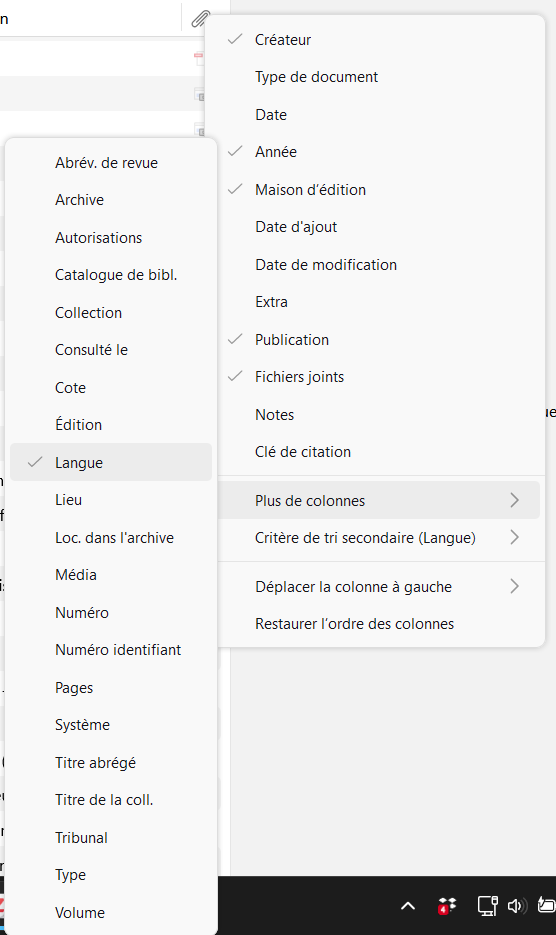 n
Créateur
Type de document
Date
Année
Maison d’édition
Date d'ajout
Date de modification
Extra
Publication
Fichiers joints
Notes
Clé de citation
Plus de colonnes
Critère de tri secondaire (Langue)
Déplacer la colonne à gauche
Restaurer l’ordre des colonnes
Abrév. de revue
Archive
Autorisations
Catalogue de bibl.
Collection
Consulté le
Cote
Édition
Langue
Lieu
Loc. dans l'archive
Média
Numéro
Numéro identifiant
Pages
Système
Titre abrégé
Titre de la coll.
Tribunal
Type
Volume
ue
4